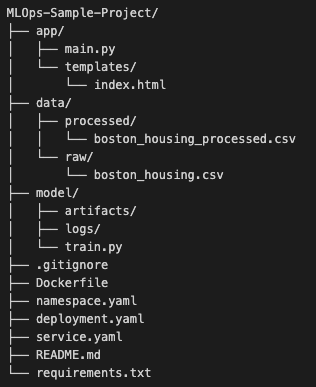 MLOps-Sample-Project/
├── app/
│   ├── main.py
│   └── templates/
│       └── index.html
├── data/
│   ├── processed/
│   │   └── boston_housing_processed.csv
│   └── raw/
│       └── boston_housing.csv
├── model/
│   ├── artifacts/
│   ├── logs/
│   └── train.py
├── .gitignore
├── Dockerfile
├── namespace.yaml
├── deployment.yaml
├── service.yaml
├── README.md
└── requirements.txt